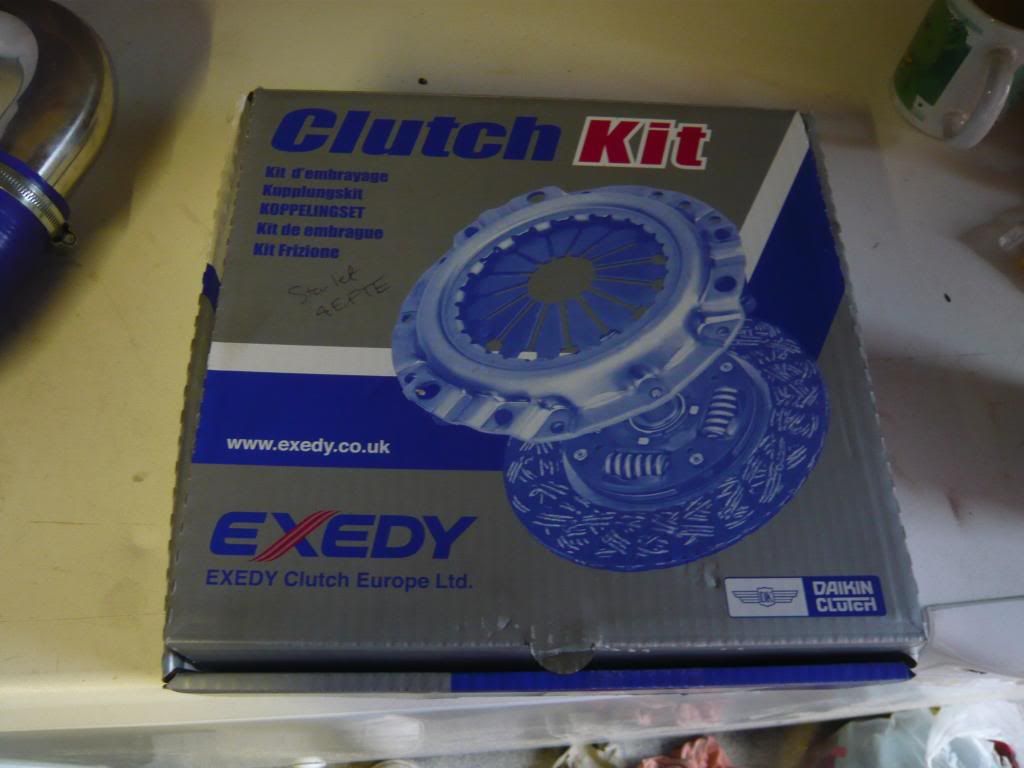 Clutch Kit
Kit d'embrayage
Kupplungskit
KOPPELINGSET
Kit de embrague
Kit Frizione
Starlet
4EFTE
www.exedy.co.uk
EXEDY
EXEDY Clutch Europe Ltd.
DK
DAIKIN
CLUTCH